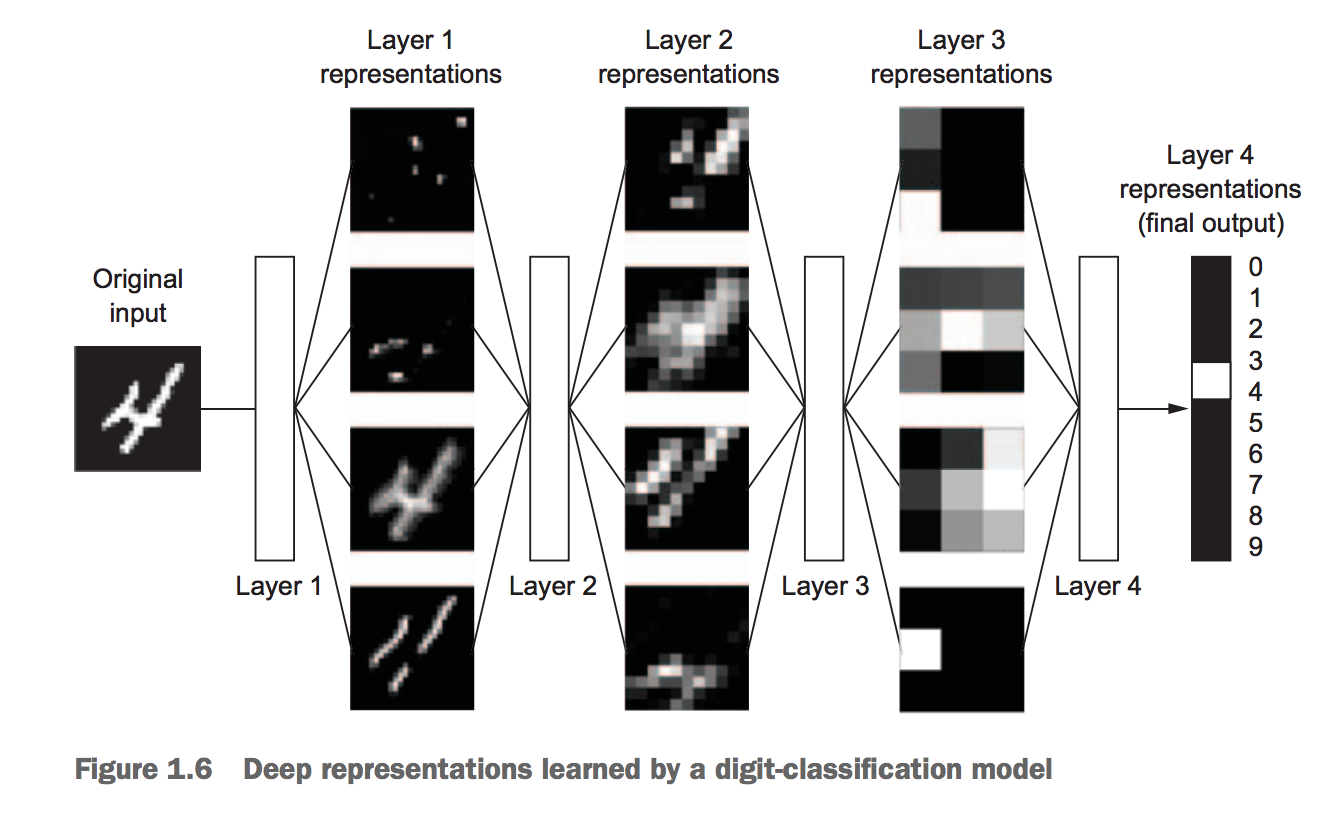 Layer 1
representations
Layer 2
representations
Layer 3
representations
Layer 4
representations
(final output)
Original
input
0
1
2
3
4
5
6
7
8
9
Layer 1
Layer 2
Layer 3
Layer 4
Figure 1.6 Deep representations learned by a digit-classification model